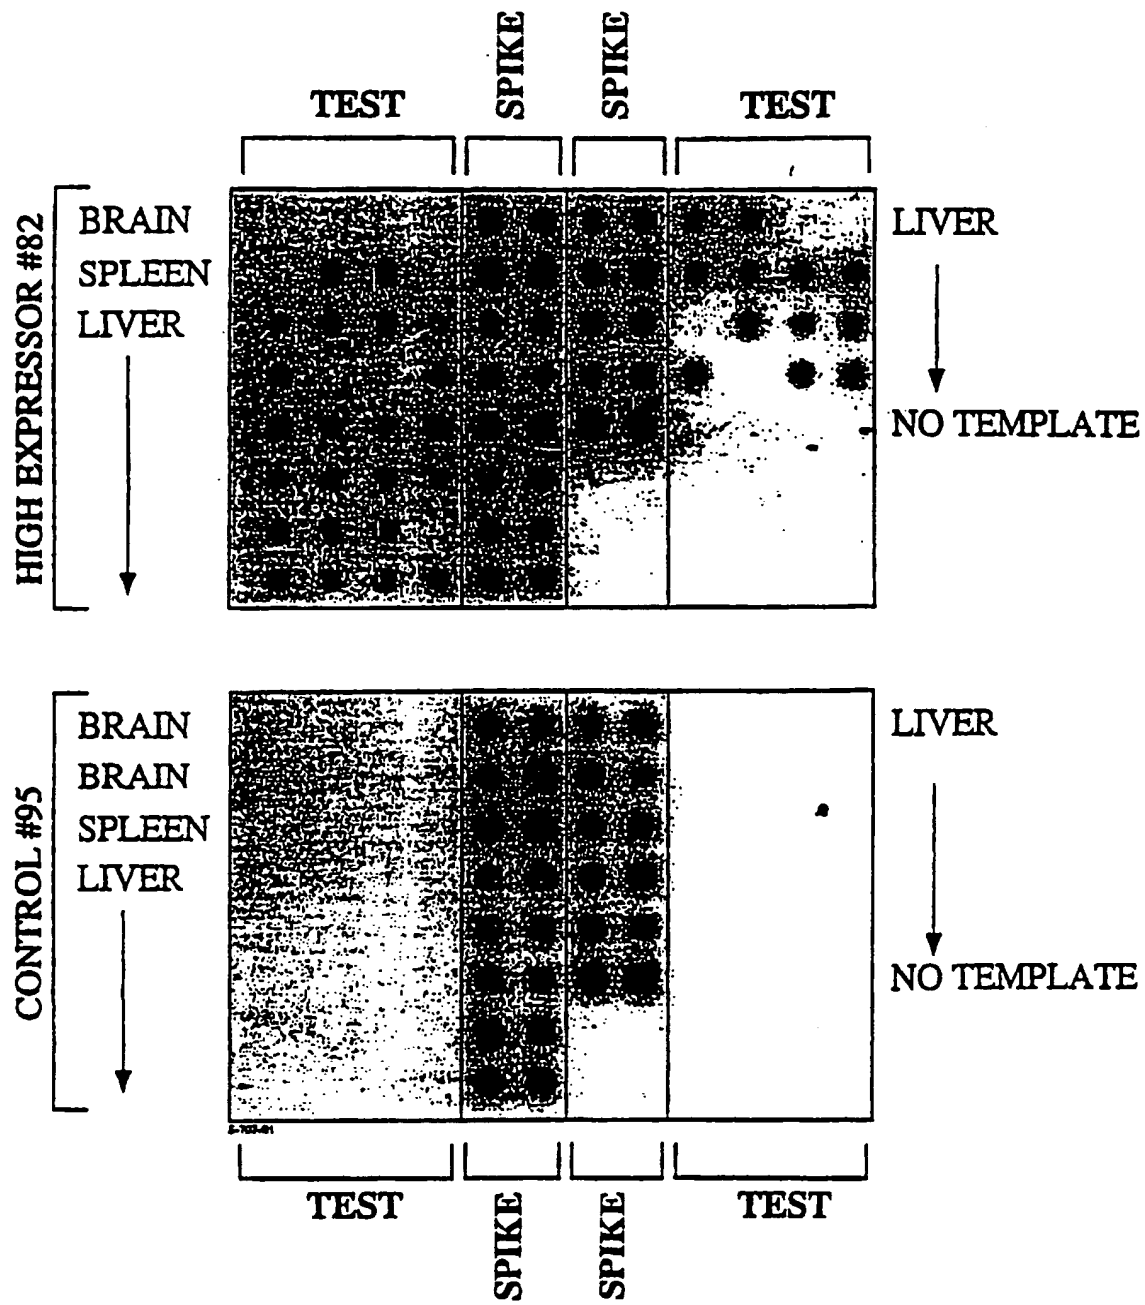 TEST
SPIKE
SPIKE
TEST
HIGH EXPRESSOR #82
BRAIN
SPLEEN
LIVER
LIVER
NO TEMPLATE
CONTROL #95
BRAIN
BRAIN
SPLEEN
LIVER
LIVER
NO TEMPLATE
TEST
SPIKE
SPIKE
TEST